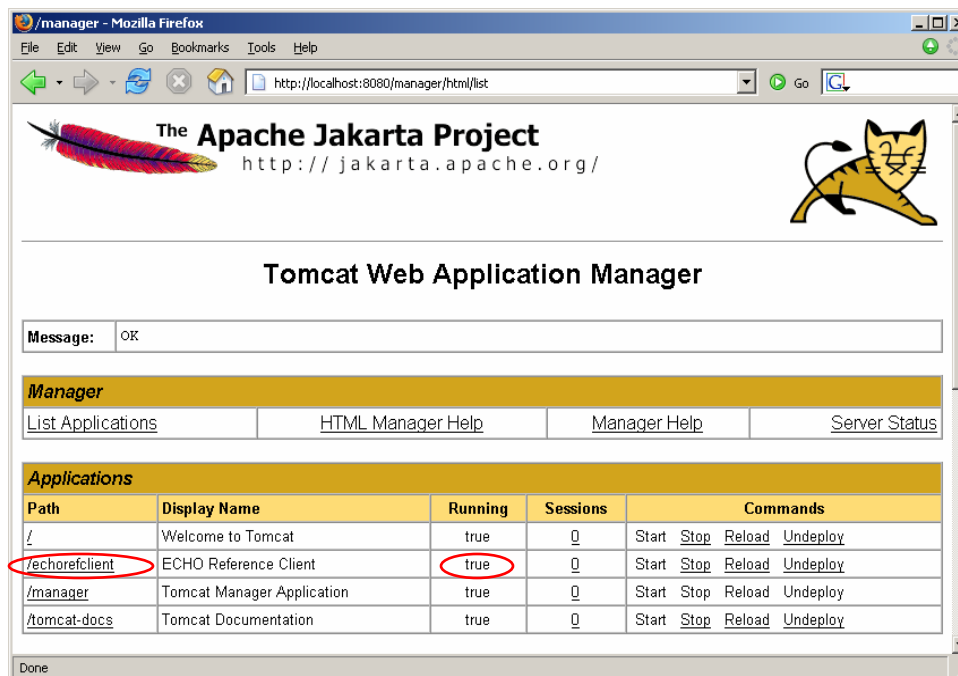 /manager - Mozilla Firefox
File Edit View Go Bookmarks Tools Help
http://localhost:8080/manager/html/list Go G
The Apache Jakarta Project
http://jakarta.apache.org/
Tomcat Web Application Manager
Message: OK
Manager
List Applications HTML Manager Help Manager Help Server Status
Applications
Path Display Name Running Sessions Commands
/ Welcome to Tomcat true 0 Start Stop Reload Undeploy
/echorefclient ECHO Reference Client true 0 Start Stop Reload Undeploy
/manager Tomcat Manager Application true 0 Start Stop Reload Undeploy
/tomcat-docs Tomcat Documentation true 0 Start Stop Reload Undeploy
Done